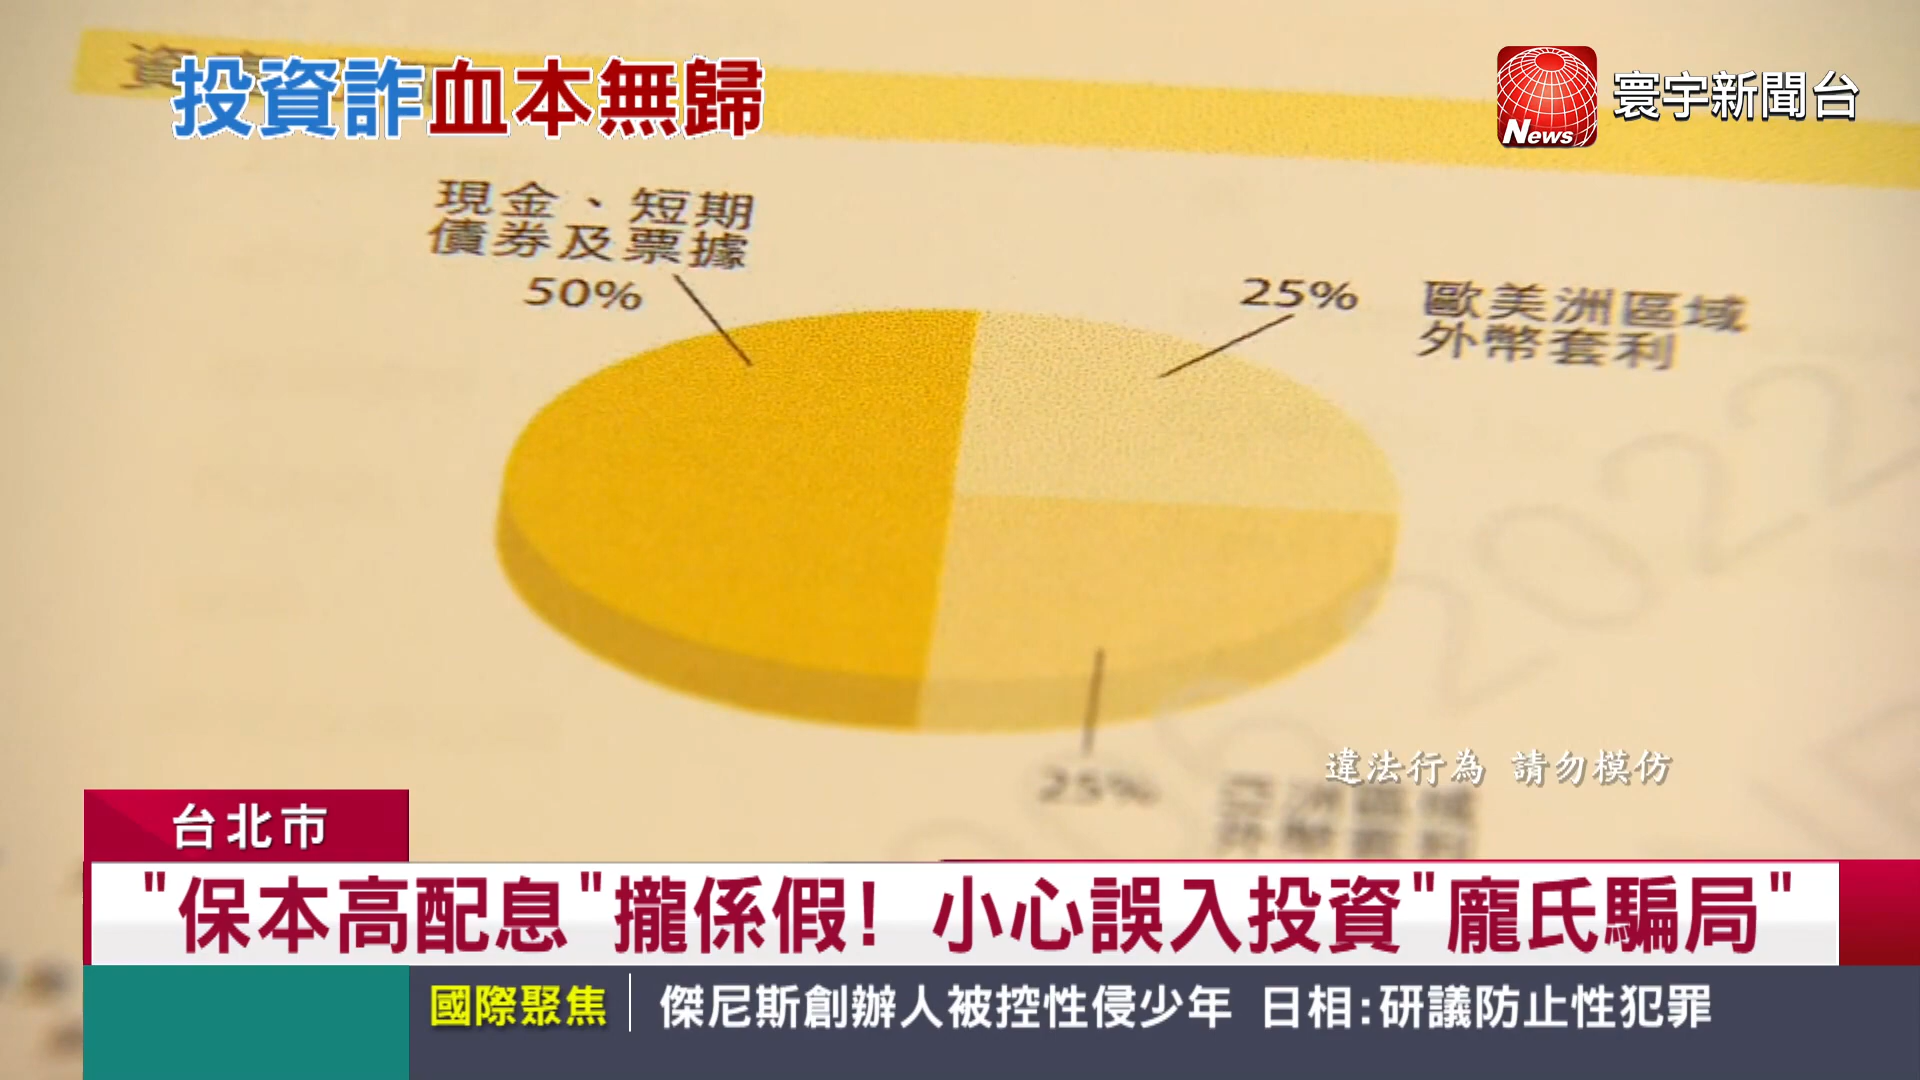 投資詐血本無歸
News 寰宇新聞台
現金、短期
債券及票據
50%
25%
歐美洲區域
外幣套利
25%
違法行為 請勿模仿
台北市
"保本高配息"攏係假! 小心誤入投資"龐氏騙局"
國際聚焦
傑尼斯創辦人被控性侵少年 日相:研議防止性犯罪